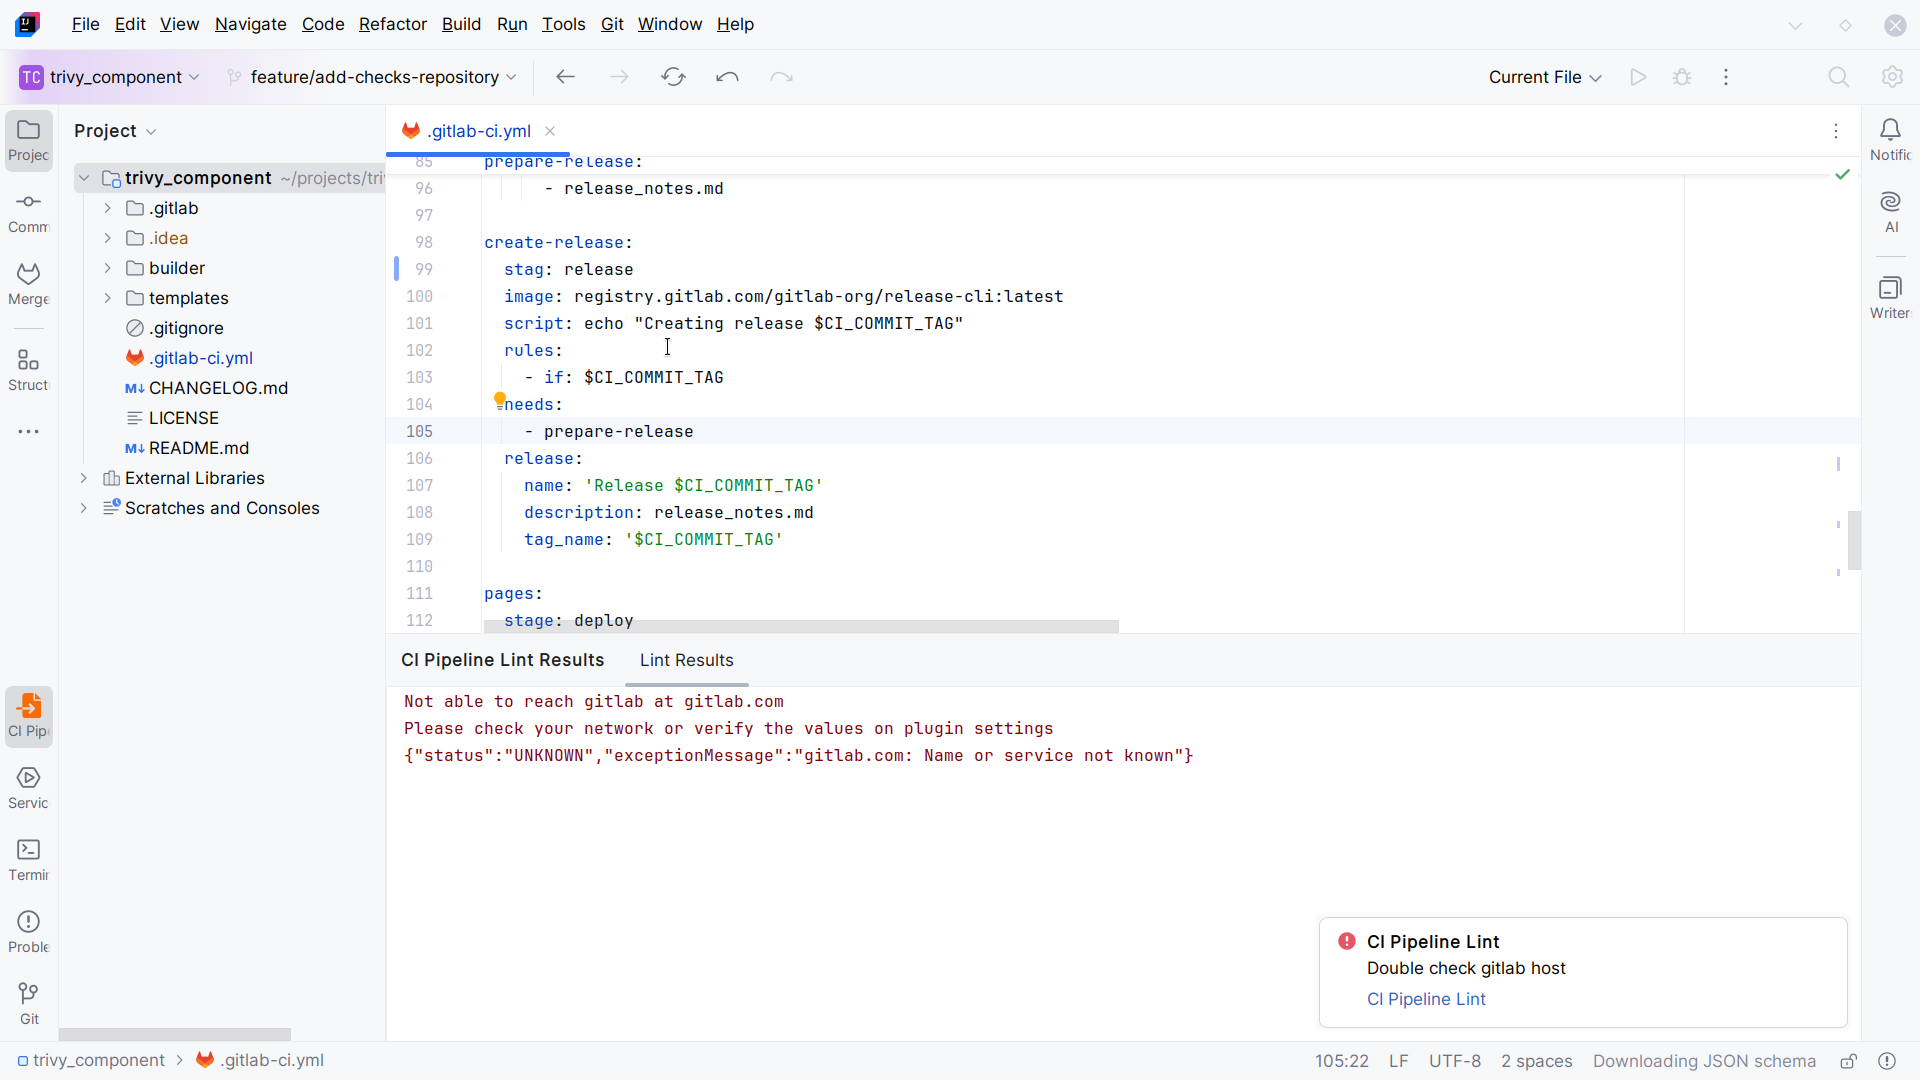 File Edit View Navigate Code Refactor Build Run Tools Git Window Help
TC trivy_component feature/add-checks-repository Current File
Project
.gitlab-ci.yml
Projec
Comm
Merge
Struct
CI Pip
Servic
Termin
Proble
Git
Project
trivy_component ~/projects/tri
.gitlab
.idea
builder
templates
.gitignore
.gitlab-ci.yml
M↓ CHANGELOG.md
LICENSE
M↓ README.md
External Libraries
Scratches and Consoles
85 prepare-release:
96 - release_notes.md
97
98 create-release:
99 stag: release
100 image: registry.gitlab.com/gitlab-org/release-cli:latest
101 script: echo "Creating release $CI_COMMIT_TAG"
102 rules:
103 - if: $CI_COMMIT_TAG
104 needs:
105 - prepare-release
106 release:
107 name: 'Release $CI_COMMIT_TAG'
108 description: release_notes.md
109 tag_name: '$CI_COMMIT_TAG'
110
111 pages:
112 stage: deploy
Notific
AI
Writer
CI Pipeline Lint Results Lint Results
Not able to reach gitlab at gitlab.com
Please check your network or verify the values on plugin settings
{"status":"UNKNOWN","exceptionMessage":"gitlab.com: Name or service not known"}
CI Pipeline Lint
Double check gitlab host
CI Pipeline Lint
trivy_component > .gitlab-ci.yml 105:22 LF UTF-8 2 spaces Downloading JSON schema